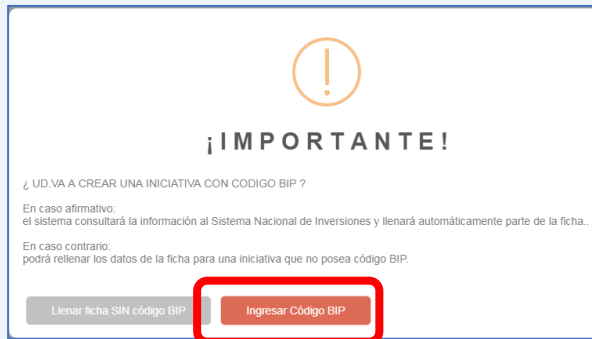 ¡IMPORTANTE!
¿ UD.VA A CREAR UNA INICIATIVA CON CODIGO BIP ?
En caso afirmativo:
el sistema consultará la información al Sistema Nacional de Inversiones y llenará automáticamente parte de la ficha..
En caso contrario:
podrá rellenar los datos de la ficha para una iniciativa que no posea código BIP.
Llenar ficha SIN código BIP
Ingresar Código BIP